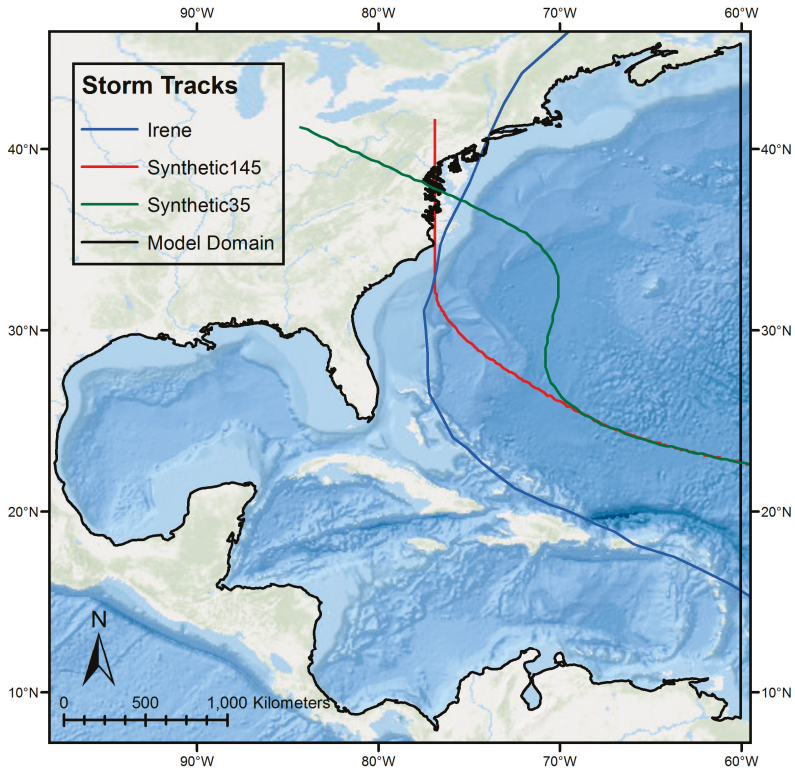 90°W 80°W 70°W 60°W
Storm Tracks
Irene
Synthetic145
Synthetic35
Model Domain
40°N 40°N
30°N 30°N
20°N 20°N
10°N 10°N
N
0 500 1,000 Kilometers
90°W 80°W 70°W 60°W